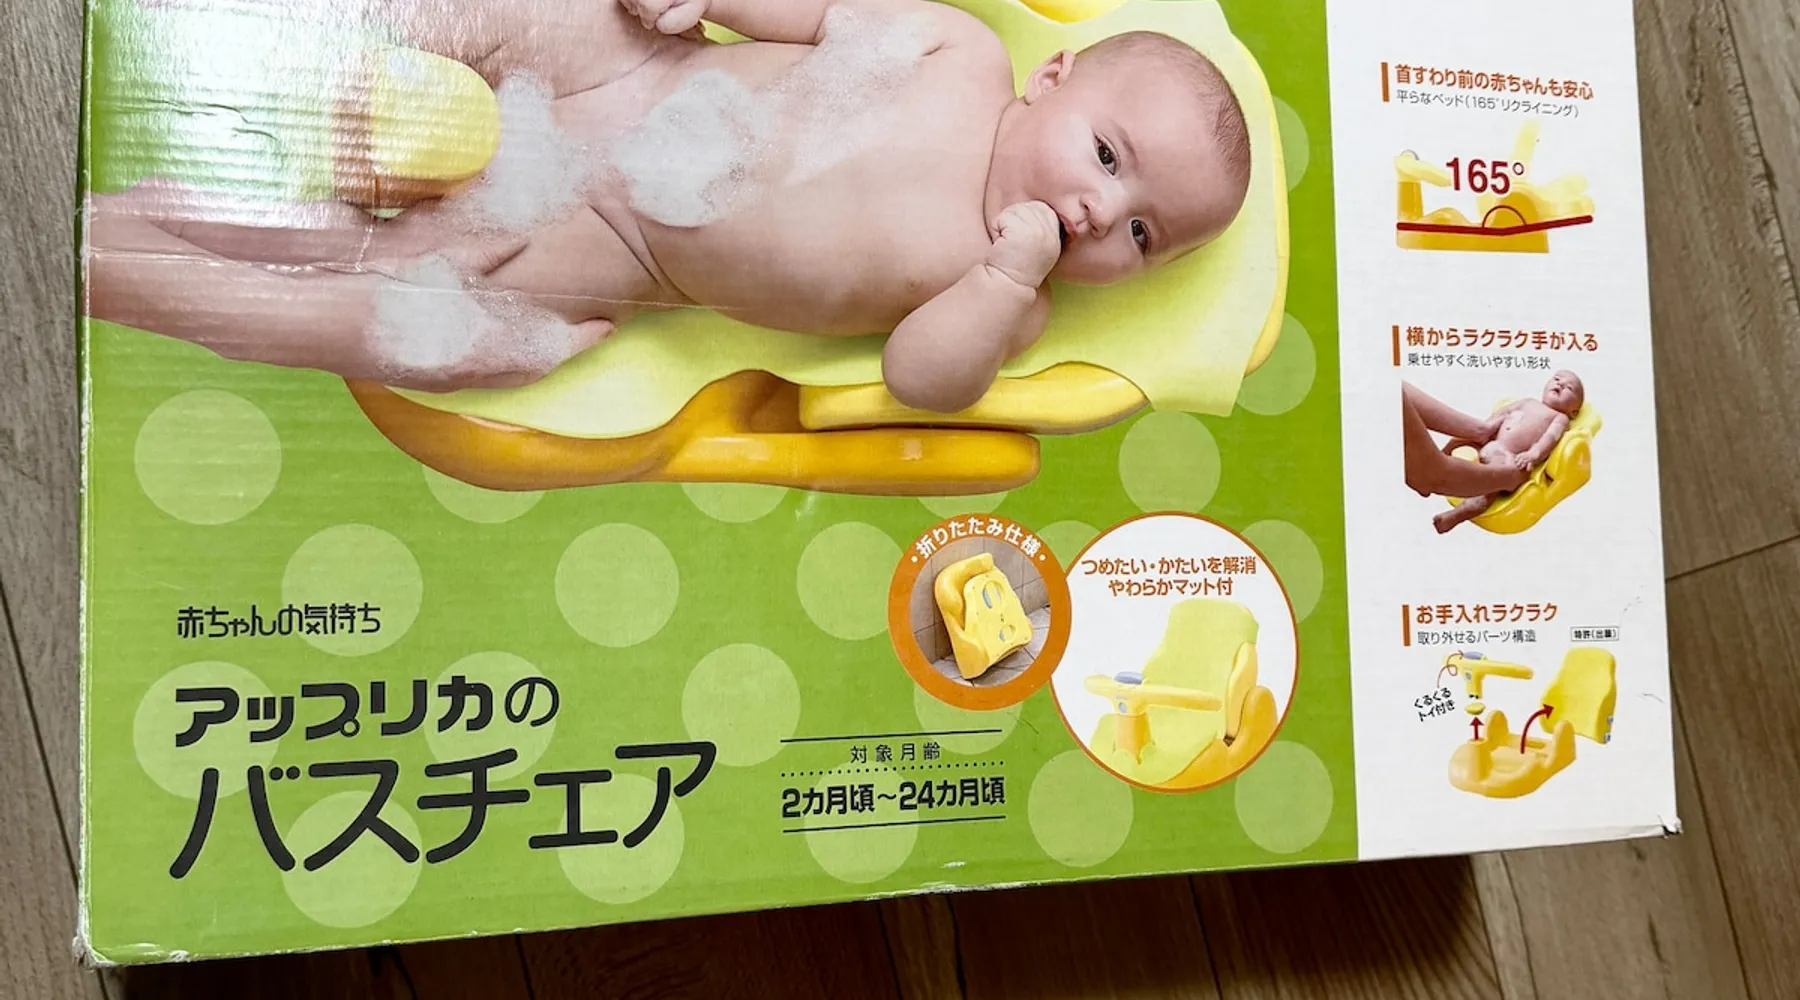 首すわり前の赤ちゃんも安心
平らなベッド(165°リクライニング)
165°
横からラクラク手が入る
乗せやすく洗いやすい形状
お手入れラクラク
取り外せるパーツ構造
特許(出願)
くるくる
トイ付き
・折りたたみ仕様・
つめたい・かたいを解消
やわらかマット付
赤ちゃんの気持ち
アップリカの
バスチェア
対象月齢
2カ月頃~24カ月頃